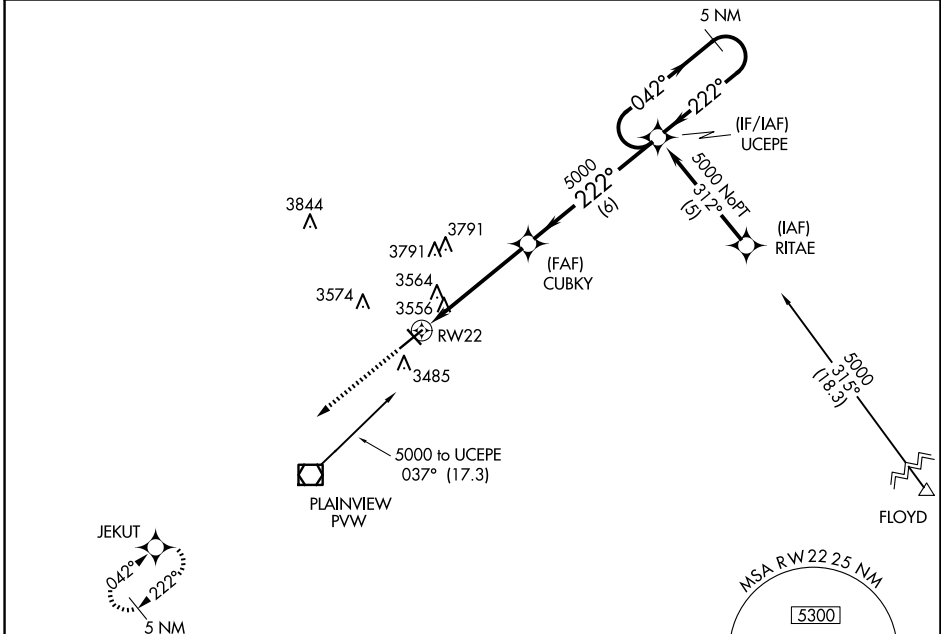 5 NM
042°
222°
(IF/IAF)
UCEPE
5000
222°
(6)
5000 NoPT
312°
(5)
(IAF)
RITAE
3844
3791
3791
(FAF)
CUBKY
3564
3574
3556
RW22
3485
5000
315°
(18.3)
5000 to UCEPE
037° (17.3)
PLAINVIEW
PVW
FLOYD
JEKUT
042°
222°
5 NM
MSA RW22 25 NM
5300